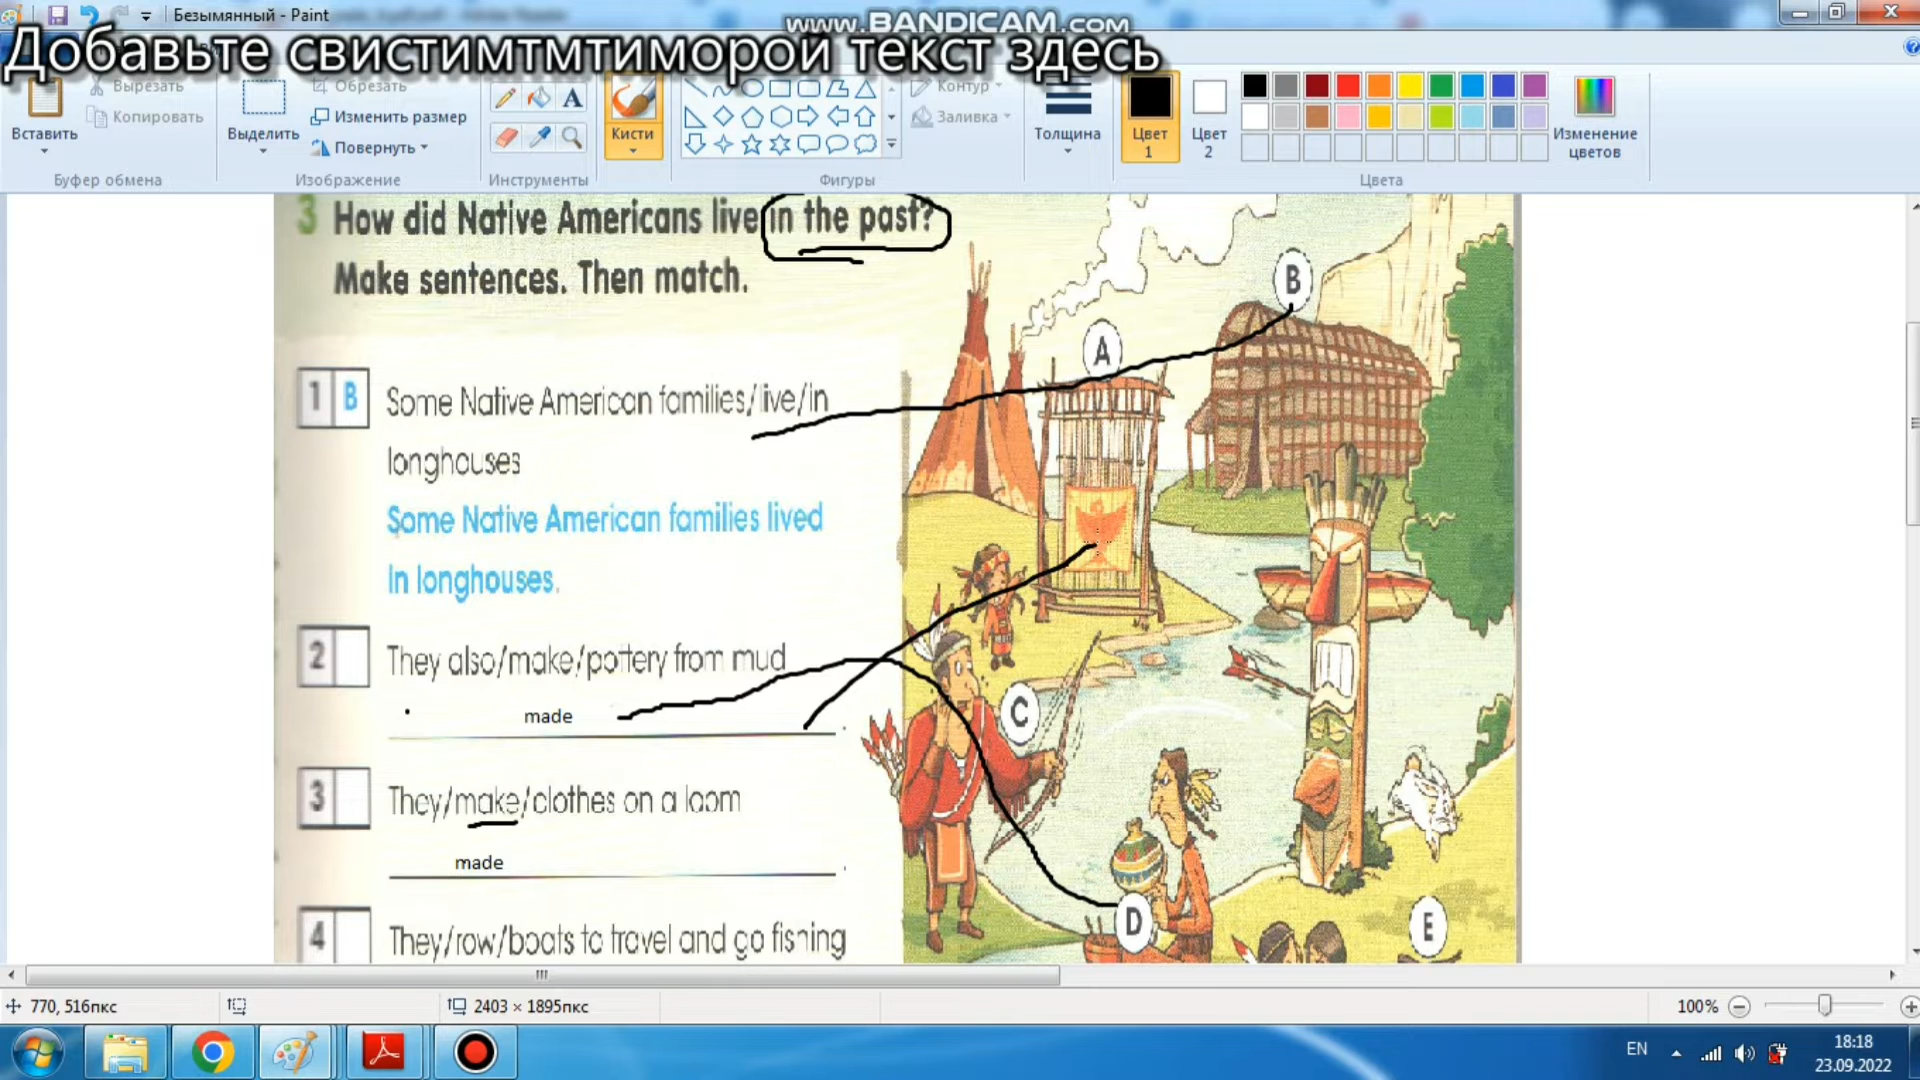 Безымянный - Paint
www.BANDICAM.com
Добавьте свистимтмтиморой текст здесь
Вставить
Вырезать
Копировать
Буфер обмена
Выделить
Обрезать
Изменить размер
Повернуть
Изображение
Инструменты
Кисти
Контур
Заливка
Фигуры
Толщина
Цвет 1
Цвет 2
Изменение цветов
Цвета
3 How did Native Americans live in the past?
Make sentences. Then match.
1 B Some Native American families/live/in
longhouses
Some Native American families lived
in longhouses.
2 They also/make/pottery from mud
made
3 They/make/clothes on a loom
made
4 They/row/boats to travel and go fishing
A
B
C
D
E
770, 516пкс
2403 × 1895пкс
100%
EN
18:18
23.09.2022